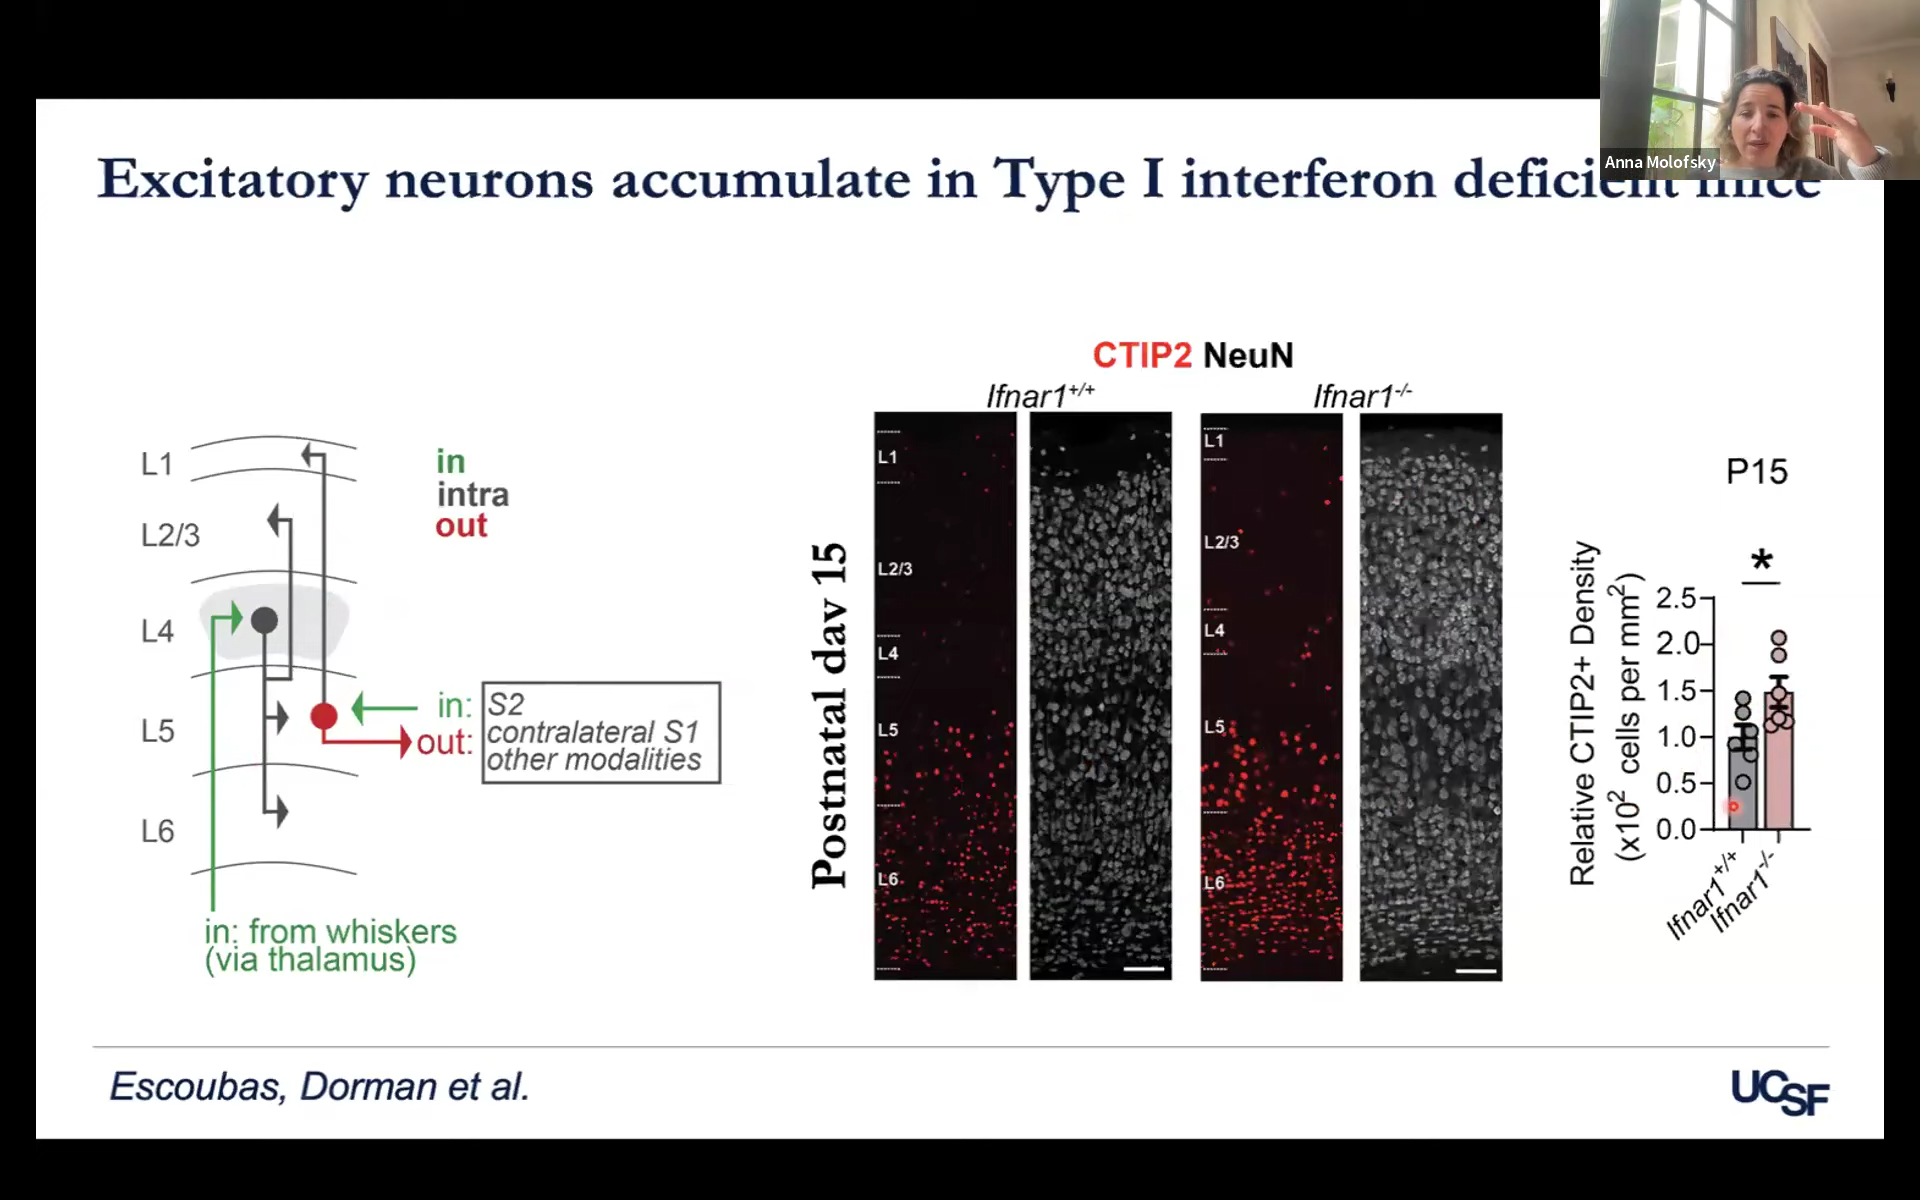 Anna Molofsky
Excitatory neurons accumulate in Type I interferon deficient mice
L1
L2/3
L4
L5
L6
in
intra
out
in:
out:
S2
contralateral S1
other modalities
in: from whiskers
(via thalamus)
Postnatal day 15
CTIP2 NeuN
Ifnar1+/+
Ifnar1-/-
L1
L2/3
L4
L5
L6
L1
L2/3
L4
L5
L6
P15
*
Relative CTIP2+ Density
(x10² cells per mm²)
2.5
2.0
1.5
1.0
0.5
0.0
Ifnar1+/+
Ifnar1-/-
Escoubas, Dorman et al.
UCSF